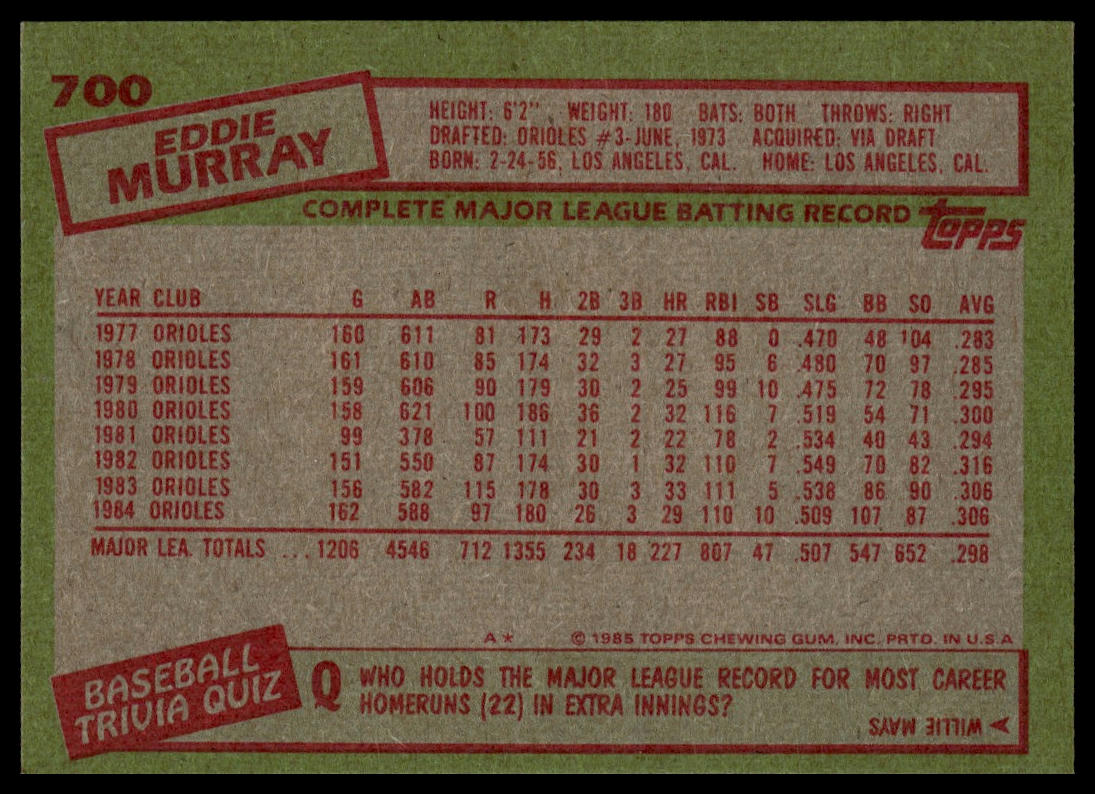 700
EDDIE
MURRAY
HEIGHT: 6'2" WEIGHT: 180 BATS: BOTH THROWS: RIGHT
DRAFTED: ORIOLES #3-JUNE, 1973 ACQUIRED: VIA DRAFT
BORN: 2-24-56, LOS ANGELES, CAL. HOME: LOS ANGELES, CAL.
COMPLETE MAJOR LEAGUE BATTING RECORD
TOPPS
YEAR CLUB G AB R H 2B 3B HR RBI SB SLG BB SO AVG
1977 ORIOLES 160 611 81 173 29 2 27 88 0 .470 48 104 .283
1978 ORIOLES 161 610 85 174 32 3 27 95 6 .480 70 97 .285
1979 ORIOLES 159 606 90 179 30 2 25 99 10 .475 72 78 .295
1980 ORIOLES 158 621 100 186 36 2 32 116 7 .519 54 71 .300
1981 ORIOLES 99 378 57 111 21 2 22 78 2 .534 40 43 .294
1982 ORIOLES 151 550 87 174 30 1 32 110 7 .549 70 82 .316
1983 ORIOLES 156 582 115 178 30 3 33 111 5 .538 86 90 .306
1984 ORIOLES 162 588 97 180 26 3 29 110 10 .509 107 87 .306
MAJOR LEA. TOTALS ... 1206 4546 712 1355 234 18 227 807 47 .507 547 652 .298
A * © 1985 TOPPS CHEWING GUM, INC. PRTD. IN U.S.A
BASEBALL
TRIVIA QUIZ
Q WHO HOLDS THE MAJOR LEAGUE RECORD FOR MOST CAREER
HOMERUNS (22) IN EXTRA INNINGS?
WILLIE MAYS